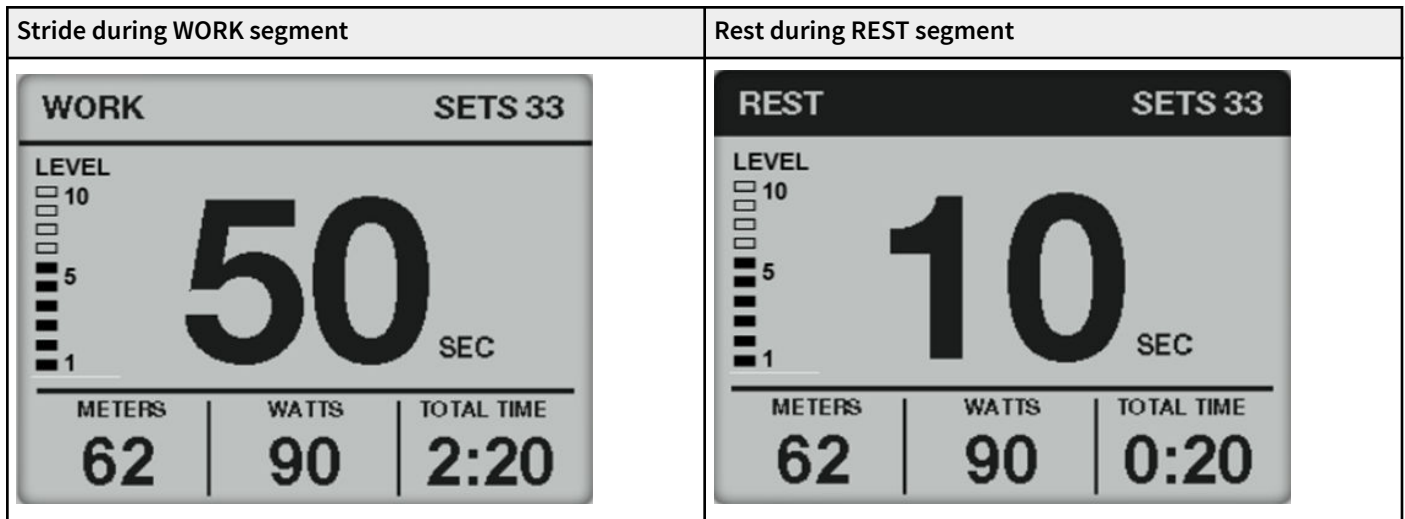 Stride during WORK segment
Rest during REST segment
WORK SETS 33
LEVEL
10
50
5
SEC
1
METERS WATTS TOTAL TIME
62 90 2:20
REST SETS 33
LEVEL
10
10
5
SEC
1
METERS WATTS TOTAL TIME
62 90 0:20